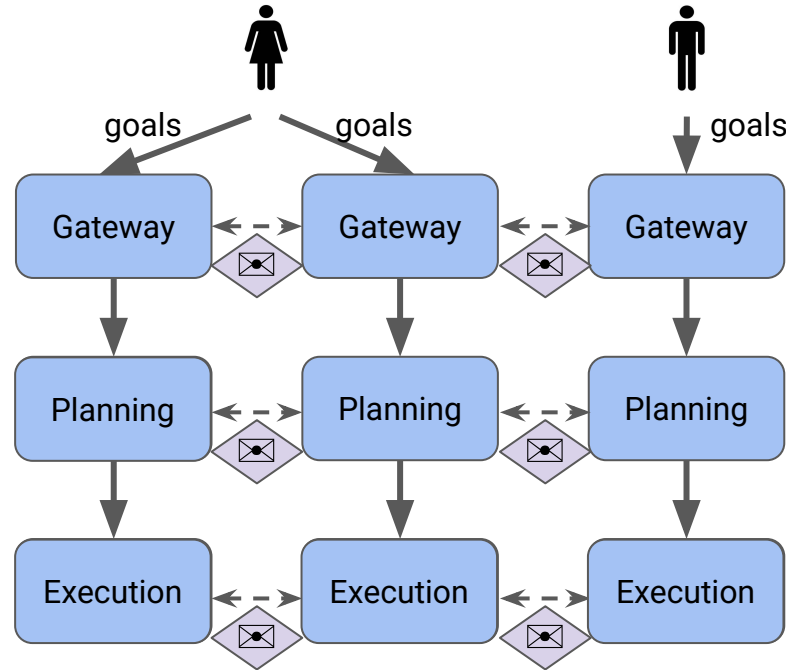 goals
goals
goals
Gateway
Gateway
Gateway
Planning
Planning
Planning
Execution
Execution
Execution